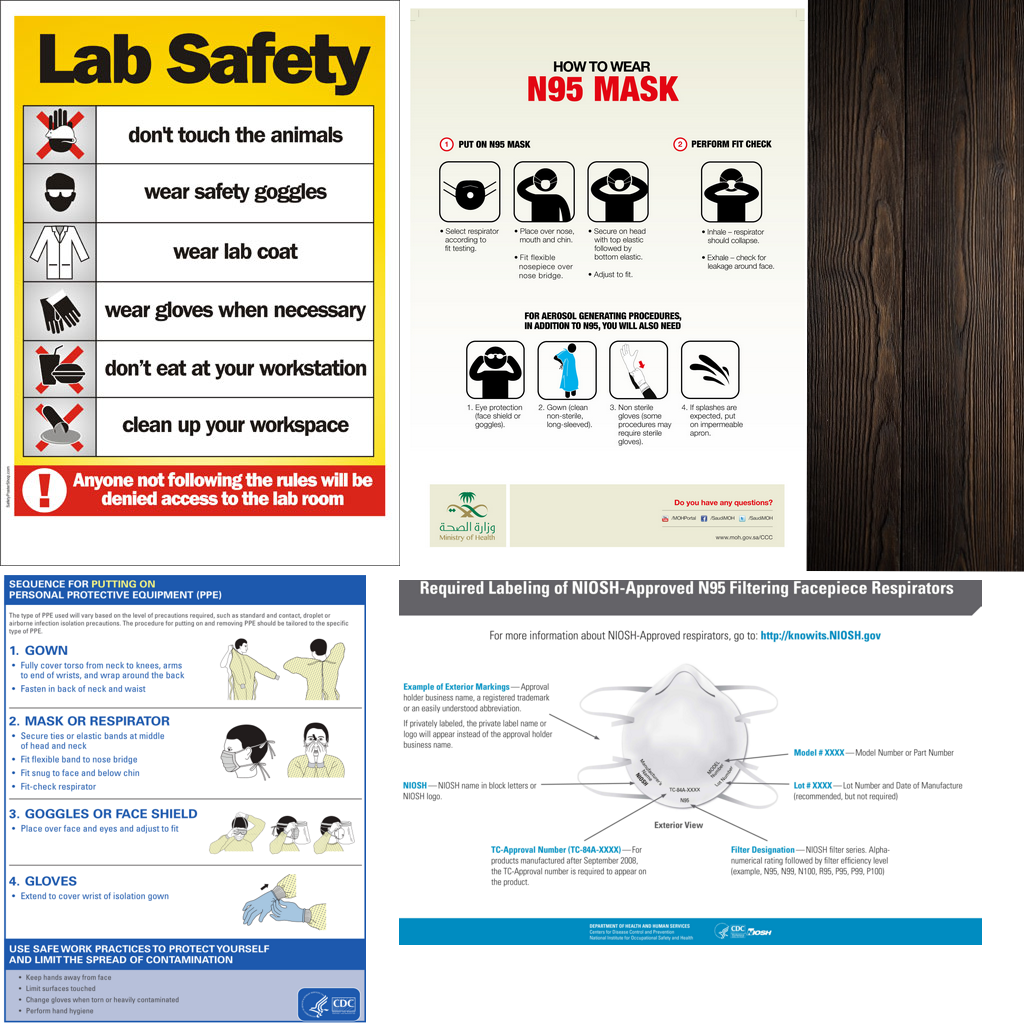 Lab Safety
don't touch the animals
wear safety goggles
wear lab coat
wear gloves when necessary
don't eat at your workstation
clean up your workspace
! Anyone not following the rules will be
denied access to the lab room
SafetyPosterShop.com
HOW TO WEAR
N95 MASK
1 PUT ON N95 MASK
• Select respirator
according to
fit testing.
• Place over nose,
mouth and chin.
• Fit flexible
nosepiece over
nose bridge.
• Secure on head
with top elastic
followed by
bottom elastic.
• Adjust to fit.
2 PERFORM FIT CHECK
• Inhale – respirator
should collapse.
• Exhale – check for
leakage around face.
FOR AEROSOL GENERATING PROCEDURES,
IN ADDITION TO N95, YOU WILL ALSO NEED
1. Eye protection
(face shield or
goggles).
2. Gown (clean
non-sterile,
long-sleeved).
3. Non sterile
gloves (some
procedures may
require sterile
gloves).
4. If splashes are
expected, put
on impermeable
apron.
وزارة الصحة
Ministry of Health
Do you have any questions?
/MOHPortal /SaudiMOH /SaudiMOH
www.moh.gov.sa/CCC
SEQUENCE FOR PUTTING ON
PERSONAL PROTECTIVE EQUIPMENT (PPE)
The type of PPE used will vary based on the level of precautions required, such as standard and contact, droplet or
airborne infection isolation precautions. The procedure for putting on and removing PPE should be tailored to the specific
type of PPE.
1. GOWN
• Fully cover torso from neck to knees, arms
to end of wrists, and wrap around the back
• Fasten in back of neck and waist
2. MASK OR RESPIRATOR
• Secure ties or elastic bands at middle
of head and neck
• Fit flexible band to nose bridge
• Fit snug to face and below chin
• Fit-check respirator
3. GOGGLES OR FACE SHIELD
• Place over face and eyes and adjust to fit
4. GLOVES
• Extend to cover wrist of isolation gown
USE SAFE WORK PRACTICES TO PROTECT YOURSELF
AND LIMIT THE SPREAD OF CONTAMINATION
• Keep hands away from face
• Limit surfaces touched
• Change gloves when torn or heavily contaminated
• Perform hand hygiene
CDC
Required Labeling of NIOSH-Approved N95 Filtering Facepiece Respirators
For more information about NIOSH-Approved respirators, go to: http://knowits.NIOSH.gov
Example of Exterior Markings — Approval
holder business name, a registered trademark
or an easily understood abbreviation.
If privately labeled, the private label name or
logo will appear instead of the approval holder
business name.
NIOSH — NIOSH name in block letters or
NIOSH logo.
Manufacturer's
Name
NIOSH
TC-84A-XXXX
N95
MODEL
Number
Lot Number
Exterior View
Model # XXXX — Model Number or Part Number
Lot # XXXX — Lot Number and Date of Manufacture
(recommended, but not required)
TC-Approval Number (TC-84A-XXXX) — For
products manufactured after September 2008,
the TC-Approval number is required to appear on
the product.
Filter Designation — NIOSH filter series. Alpha-
numerical rating followed by filter efficiency level
(example, N95, N99, N100, R95, P95, P99, P100)
DEPARTMENT OF HEALTH AND HUMAN SERVICES
Centers for Disease Control and Prevention
National Institute for Occupational Safety and Health
CDC
NIOSH